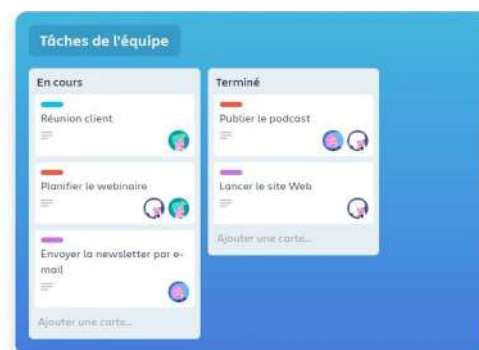 Tâches de l'équipe
En cours
Réunion client
Planifier le webinaire
Envoyer la newsletter par e-
mail
Ajouter une carte...
Terminé
Publier le podcast
Lancer le site Web
Ajouter une carte...